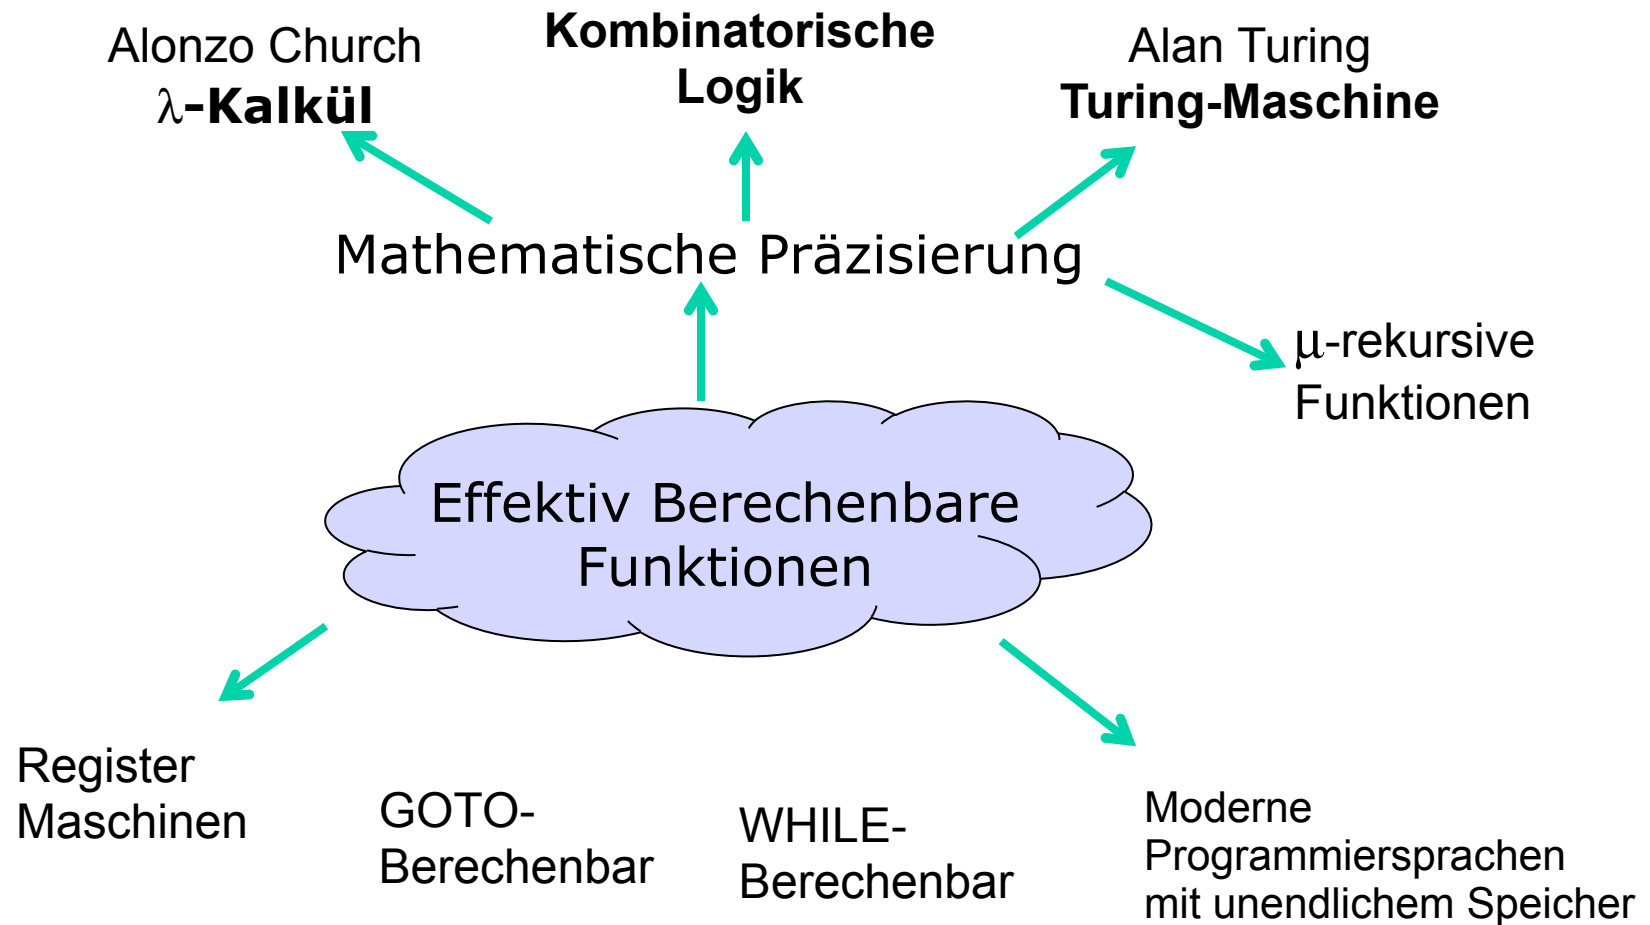 Alonzo Church
λ-Kalkül
Kombinatorische
Logik
Alan Turing
Turing-Maschine
Mathematische Präzisierung
μ-rekursive
Funktionen
Effektiv Berechenbare
Funktionen
Register
Maschinen
GOTO-
Berechenbar
WHILE-
Berechenbar
Moderne
Programmiersprachen
mit unendlichem Speicher